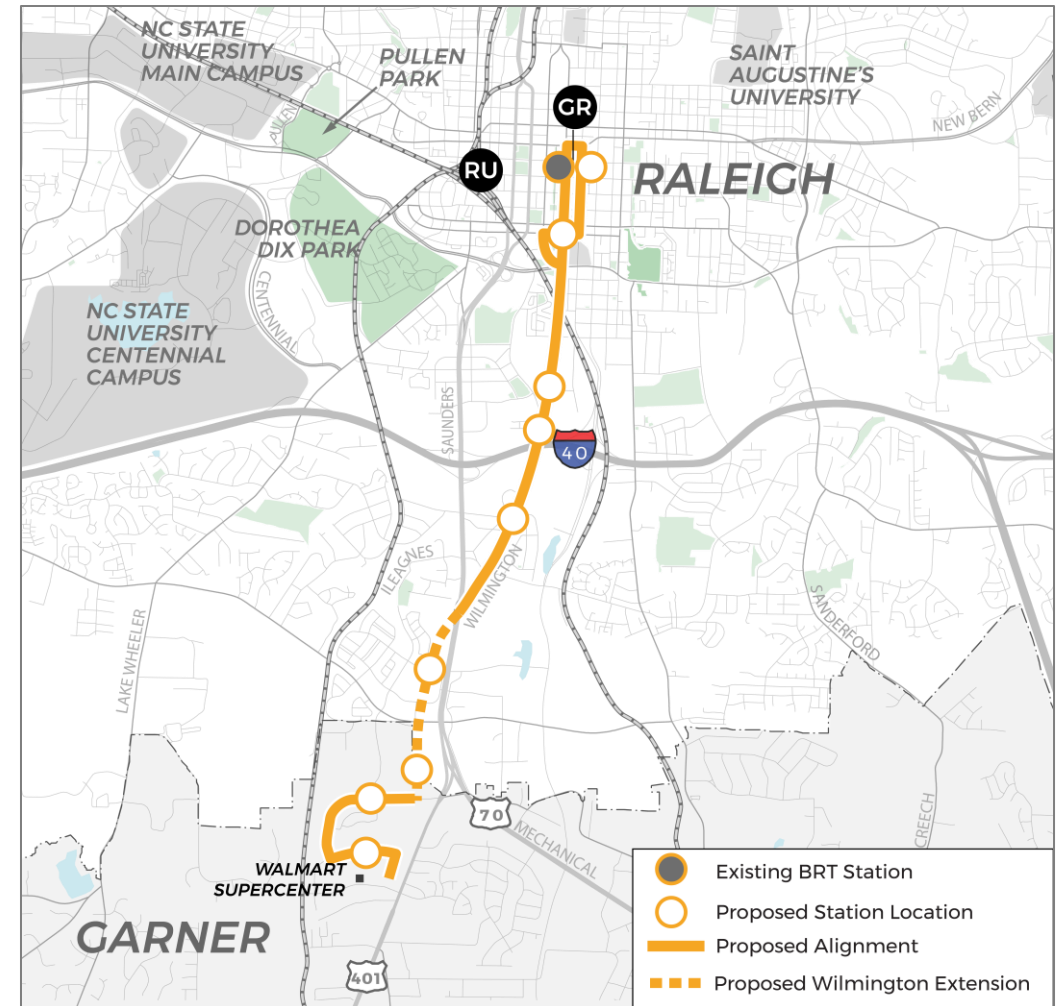 NC STATE
UNIVERSITY
MAIN CAMPUS
PULLEN
PARK
SAINT
AUGUSTINE'S
UNIVERSITY
PULLEN
GR
NEW BERN
RU
RALEIGH
DOROTHEA
DIX PARK
CENTENNIAL
NC STATE
UNIVERSITY
CENTENNIAL
CAMPUS
SAUNDERS
40
ILEAGNES
WILMINGTON
LAKE WHEELER
SANDERFORD
70
MECHANICAL
CREECH
WALMART
SUPERCENTER
GARNER
401
Existing BRT Station
Proposed Station Location
Proposed Alignment
Proposed Wilmington Extension